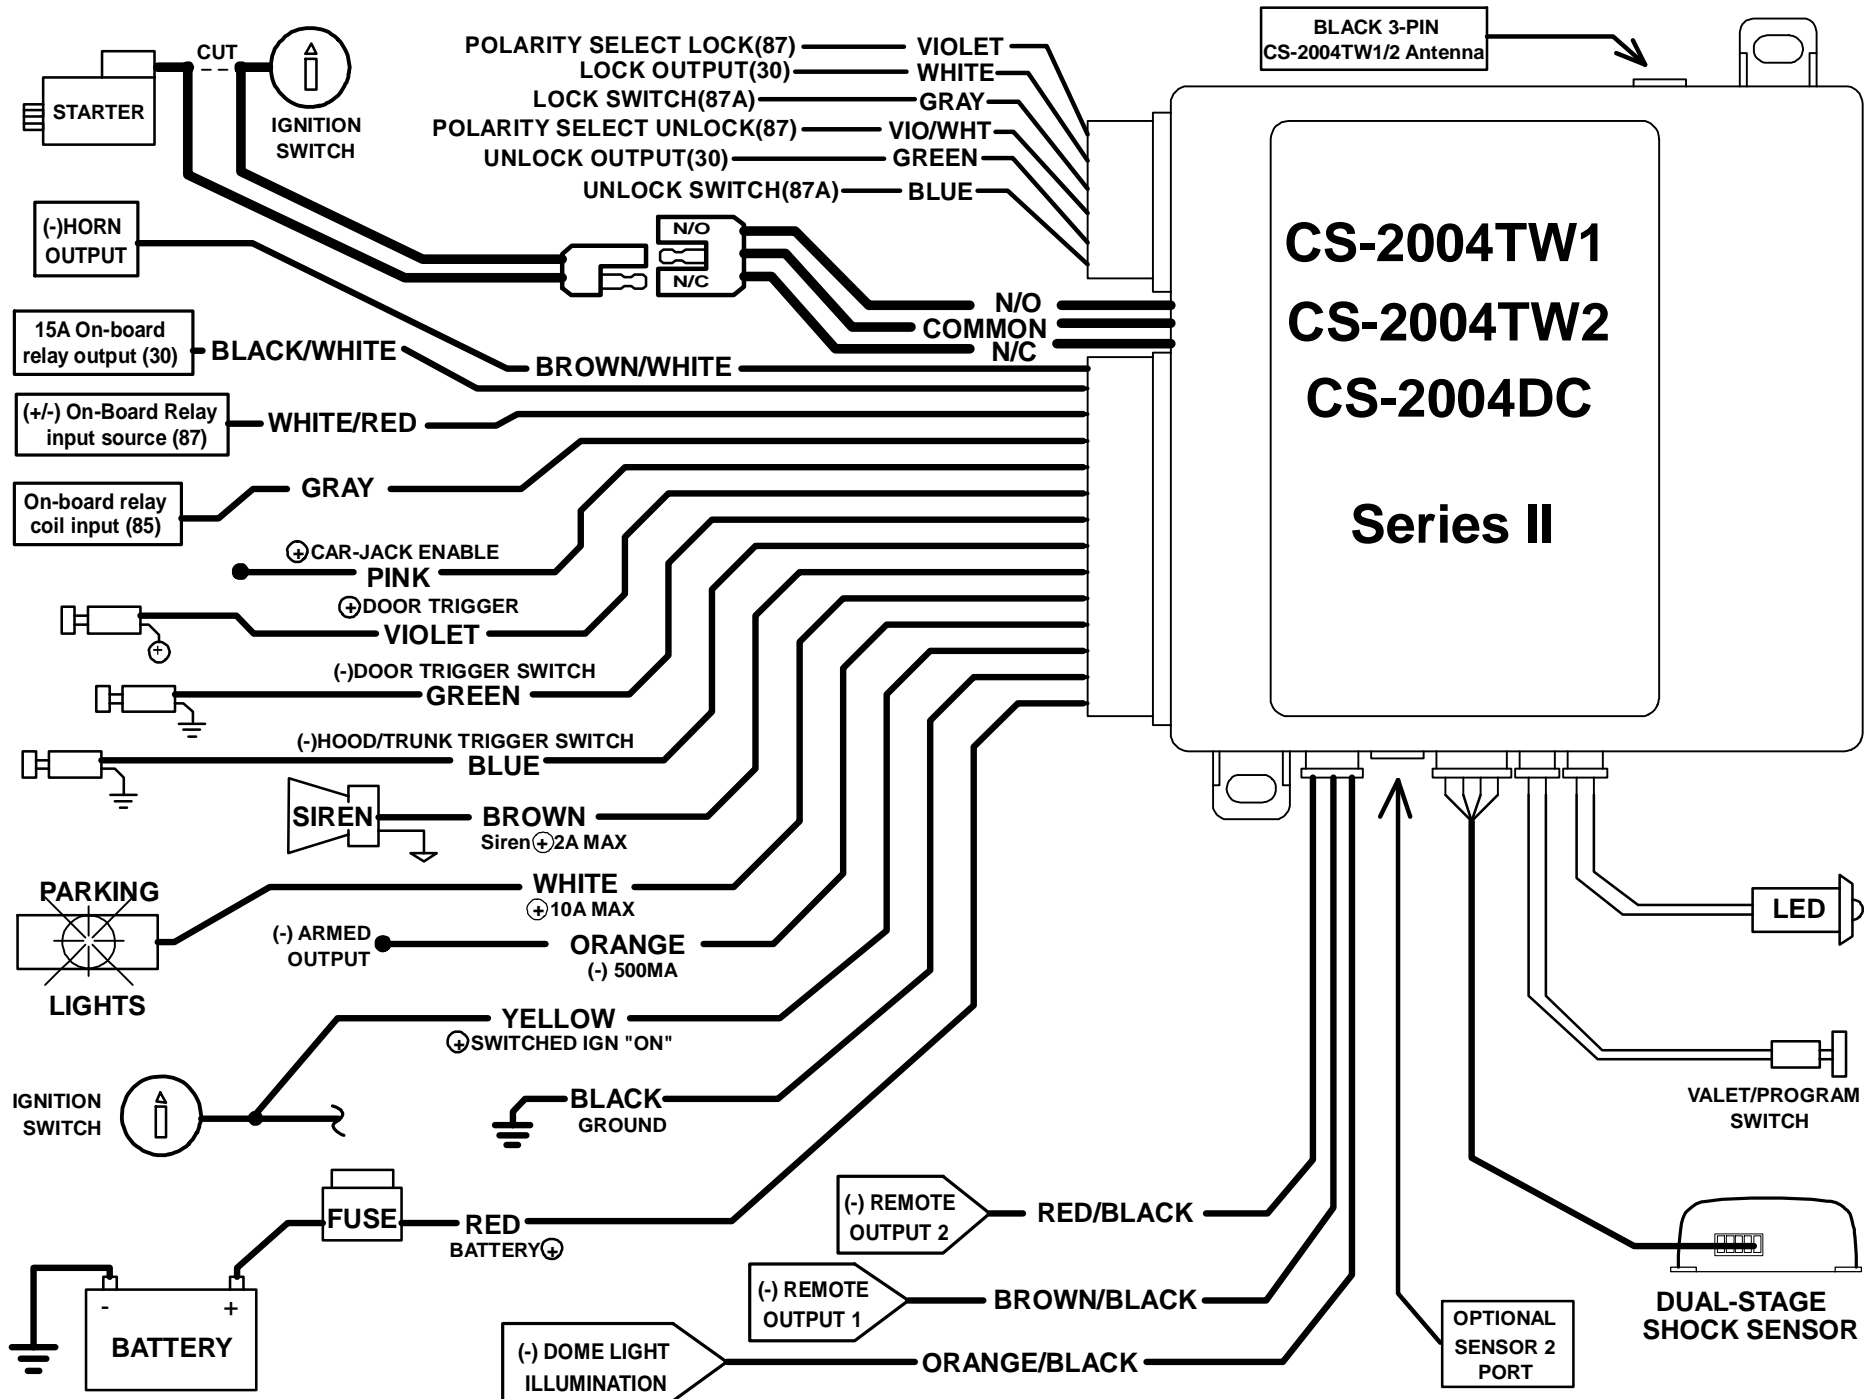 CUT
STARTER
IGNITION
SWITCH
POLARITY SELECT LOCK(87) VIOLET
LOCK OUTPUT(30) WHITE
LOCK SWITCH(87A) GRAY
POLARITY SELECT UNLOCK(87) VIO/WHT
UNLOCK OUTPUT(30) GREEN
UNLOCK SWITCH(87A) BLUE
BLACK 3-PIN
CS-2004TW1/2 Antenna
CS-2004TW1
CS-2004TW2
CS-2004DC
Series II
N/O
N/C
N/O
COMMON
N/C
(-)HORN
OUTPUT
BROWN/WHITE
15A On-board
relay output (30)
BLACK/WHITE
(+/-) On-Board Relay
input source (87)
WHITE/RED
On-board relay
coil input (85)
GRAY
+CAR-JACK ENABLE
PINK
+DOOR TRIGGER
VIOLET
+
(-)DOOR TRIGGER SWITCH
GREEN
(-)HOOD/TRUNK TRIGGER SWITCH
BLUE
SIREN
BROWN
Siren+2A MAX
PARKING
LIGHTS
WHITE
+10A MAX
(-) ARMED
OUTPUT
ORANGE
(-) 500MA
YELLOW
+SWITCHED IGN "ON"
IGNITION
SWITCH
BLACK
GROUND
FUSE
RED
BATTERY+
- +
BATTERY
(-) REMOTE
OUTPUT 2
RED/BLACK
(-) REMOTE
OUTPUT 1
BROWN/BLACK
(-) DOME LIGHT
ILLUMINATION
ORANGE/BLACK
LED
VALET/PROGRAM
SWITCH
DUAL-STAGE
SHOCK SENSOR
OPTIONAL
SENSOR 2
PORT